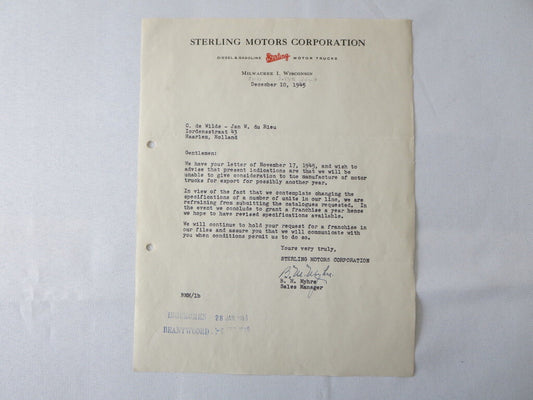 STERLING MOTORS CORPORATION
DIESEL & GASOLINE Sterling MOTOR TRUCKS
MILWAUKEE 1, WISCONSIN
December 10, 1945
C. de Wilde - Jan W. du Rieu
Iordensstraat 43
Haarlem, Holland
Gentlemen:
We have your letter of November 17, 1945, and wish to
advise that present indications are that we will be
unable to give consideration to the manufacture of motor
trucks for export for possibly another year.
In view of the fact that we contemplate changing the
specifications of a number of units in our line, we are
refraining from submitting the catalogues requested. In
the event we conclude to grant a franchise a year hence
we hope to have revised specifications available.
We will continue to hold your request for a franchise in
our files and assure you that we will communicate with
you when conditions permit us to do so.
Yours very truly,
STERLING MOTORS CORPORATION
B. M. Myhre
B. M. Myhre
Sales Manager
BMM/lb
INGEKOMEN 28
BEANTWOORD